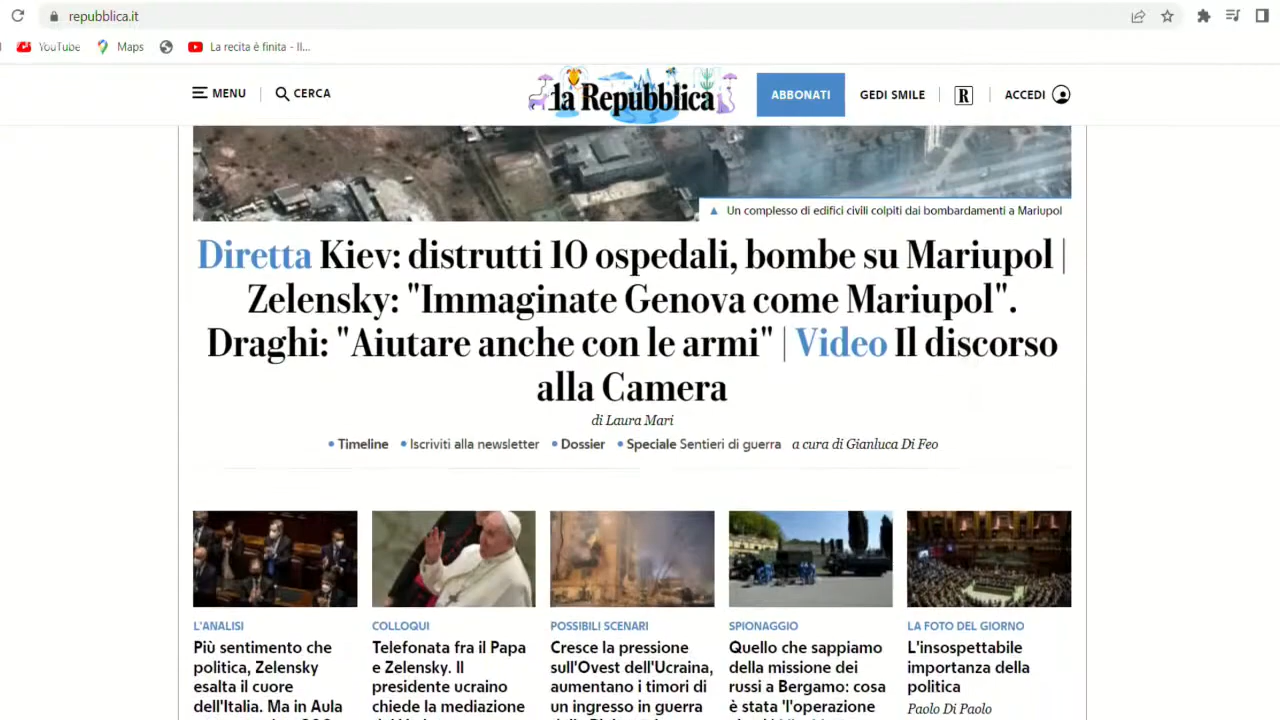 repubblica.it
YouTube Maps La recita è finita - Il...
MENU CERCA la Repubblica ABBONATI GEDI SMILE R ACCEDI
Un complesso di edifici civili colpiti dai bombardamenti a Mariupol
Diretta Kiev: distrutti 10 ospedali, bombe su Mariupol |
Zelensky: "Immaginate Genova come Mariupol".
Draghi: "Aiutare anche con le armi" | Video Il discorso
alla Camera
di Laura Mari
• Timeline • Iscriviti alla newsletter • Dossier • Speciale Sentieri di guerra a cura di Gianluca Di Feo
L'ANALISI
Più sentimento che
politica, Zelensky
esalta il cuore
dell'Italia. Ma in Aula
COLLOQUI
Telefonata fra il Papa
e Zelensky. Il
presidente ucraino
chiede la mediazione
POSSIBILI SCENARI
Cresce la pressione
sull'Ovest dell'Ucraina,
aumentano i timori di
un ingresso in guerra
SPIONAGGIO
Quello che sappiamo
della missione dei
russi a Bergamo: cosa
è stata 'l'operazione
LA FOTO DEL GIORNO
L'insospettabile
importanza della
politica
Paolo Di Paolo